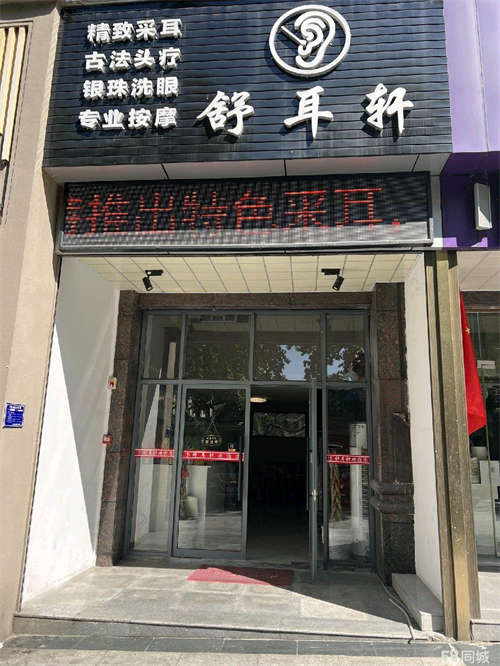 精致采耳
古法头疗
银珠洗眼
专业按摩
舒耳轩
推出特色采耳.
58同城